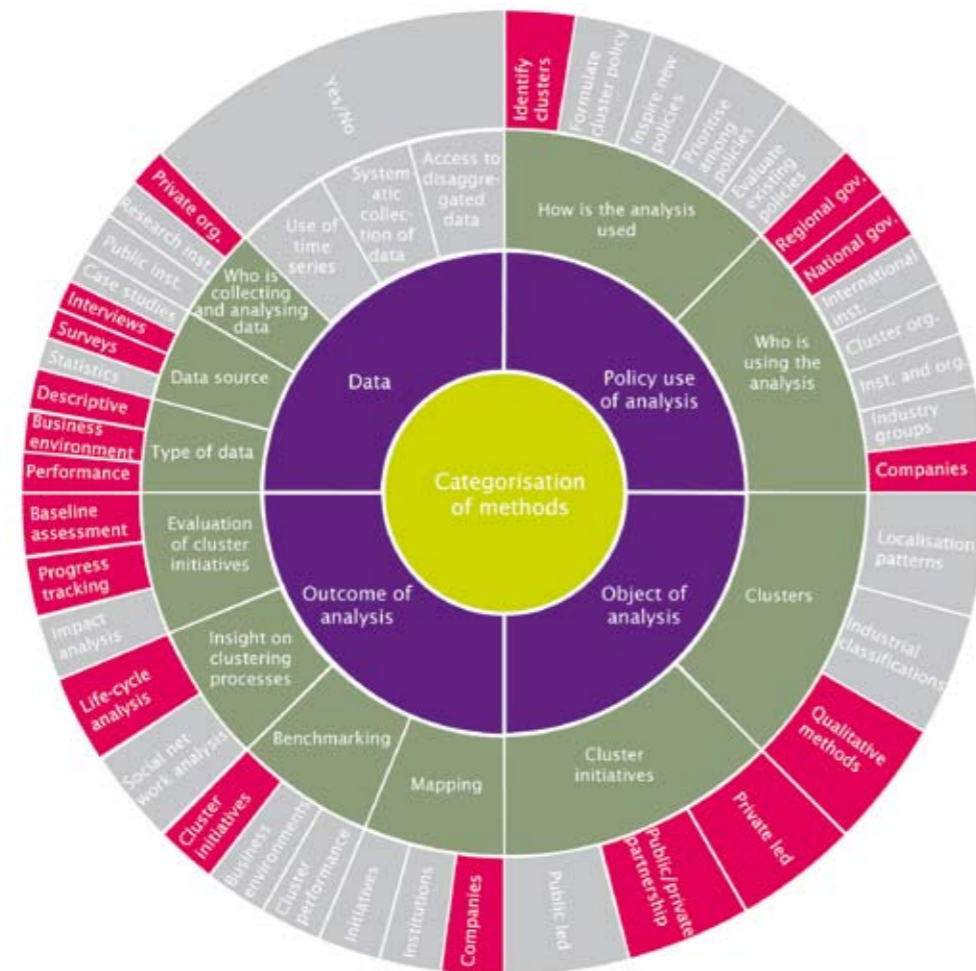 Categorisation
of methods
Policy use
of analysis
How is the analysis
used
Identify
clusters
Formulate
cluster policy
Inspire new
policies
Prioritise
among
policies
Evaluate
existing
policies
Who is
using the
analysis
Regional gov.
National gov.
International
inst.
Cluster org.
Inst. and org.
Industry
groups
Companies
Object of
analysis
Clusters
Localisation
patterns
Industrial
classifications
Qualitative
methods
Cluster
initiatives
Private led
Public/private
partnership
Public led
Outcome of
analysis
Mapping
Companies
Institutions
Initiatives
Benchmarking
Cluster
performance
Business
environments
Cluster
Initiatives
Insight on
clustering
processes
Social net-
work analysis
Life-cycle
analysis
Evaluation
of cluster
initiatives
Impact
analysis
Progress
tracking
Baseline
assessment
Data
Type of data
Performance
Business
environment
Descriptive
Data source
Statistics
Surveys
Interviews
Case studies
Who is
collecting
and analysing
data
Public inst.
Research inst.
Private org.
Use of
time
series
System-
atic collec-
tion of
data
Access to
disaggre-
gated data
Yes/No